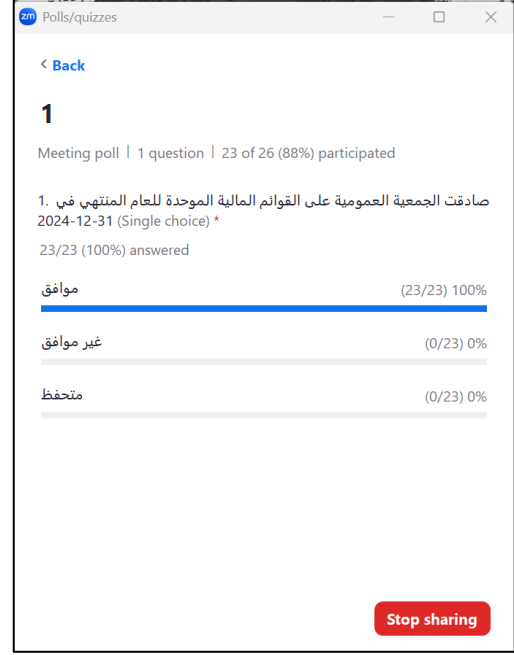 zm Polls/quizzes
< Back
1
Meeting poll | 1 question | 23 of 26 (88%) participated
1. صادقت الجمعية العمومية على القوائم المالية الموحدة للعام المنتهي في
2024-12-31 (Single choice) *
23/23 (100%) answered
موافق (23/23) 100%
غير موافق (0/23) 0%
متحفظ (0/23) 0%
Stop sharing